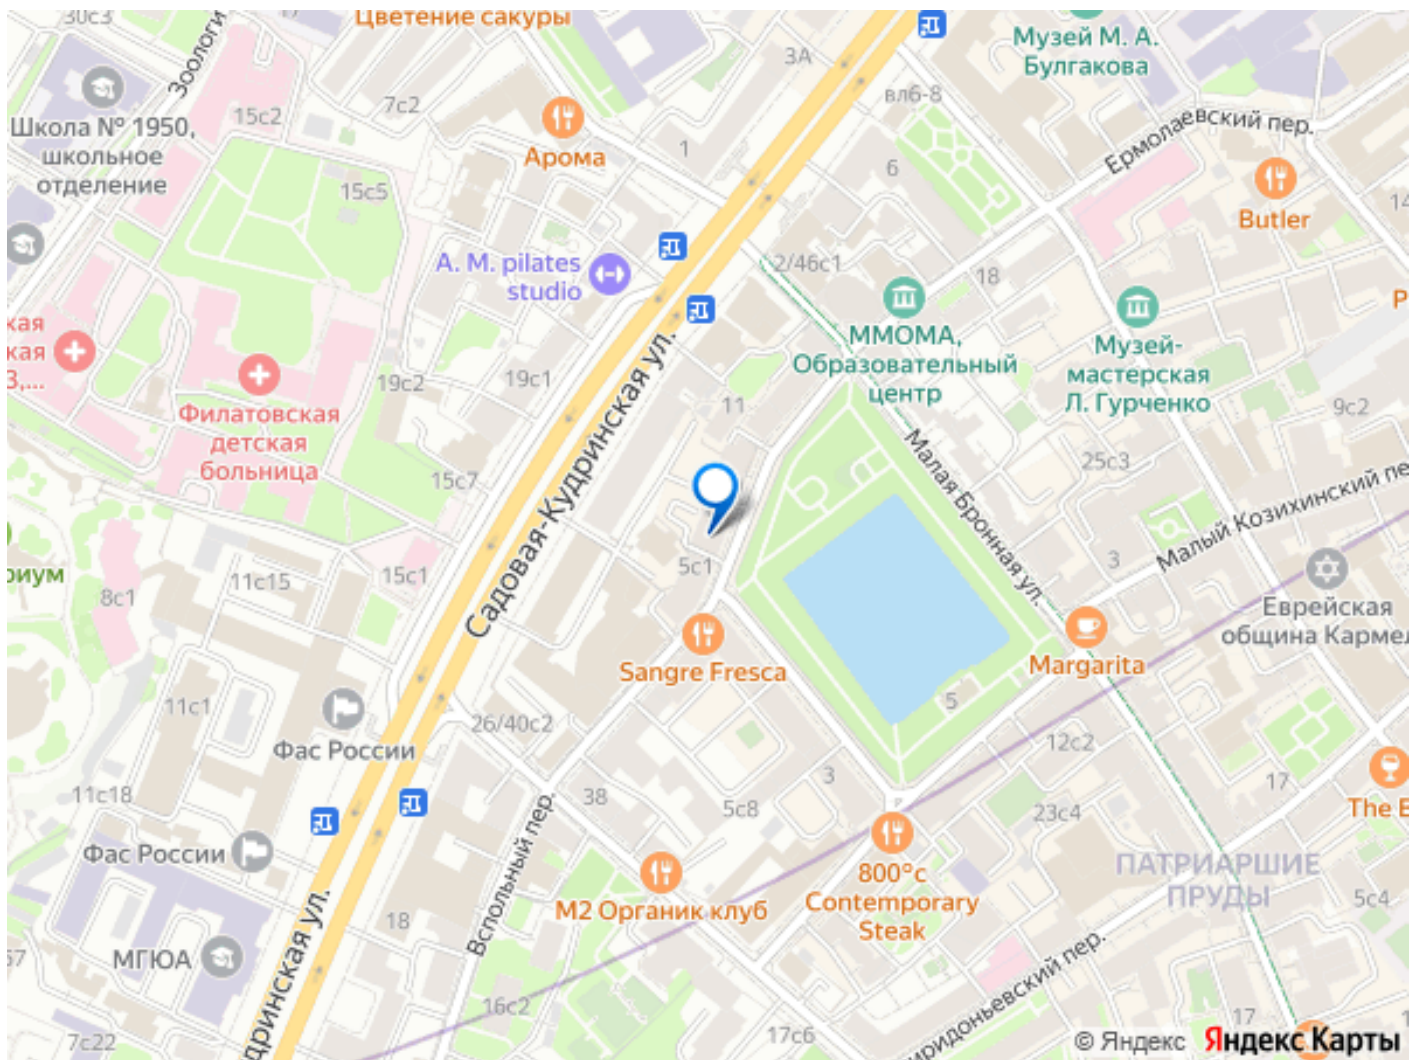 30с3
Цветение сакуры
Зоологи
3А
Музей М. А.
Булгакова
вл6-8
7с2
15с2
Школа № 1950,
школьное
отделение
Арома
1
6
Ермолаевский пер.
Butler
14
15с5
A. M. pilates
studio
2/46с1
18
ММОМА,
Образовательный
центр
Музей-
мастерская
Л. Гурченко
Р
кая
кая
3,...
Филатовская
детская
больница
19с2
19с1
11
9с2
25с3
15с7
Садовая-Кудринская ул.
Малая Бронная ул.
Малый Козихинский пе
риум
8с1
11с15
15с1
5с1
3
Еврейская
община Кармел
Sangre Fresca
Margarita
5
11с1
Фас России
26/40с2
12с2
11с18
38
3
5с8
23с4
17
The B
Фас России
Вспольный пер.
М2 Органик клуб
800°c
Contemporary
Steak
ПАТРИАРШИЕ
ПРУДЫ
5с4
18
57
МГЮА
дринская ул.
16с2
7с22
17с6
иридоньевский пер.
17
© Яндекс Яндекс Карты